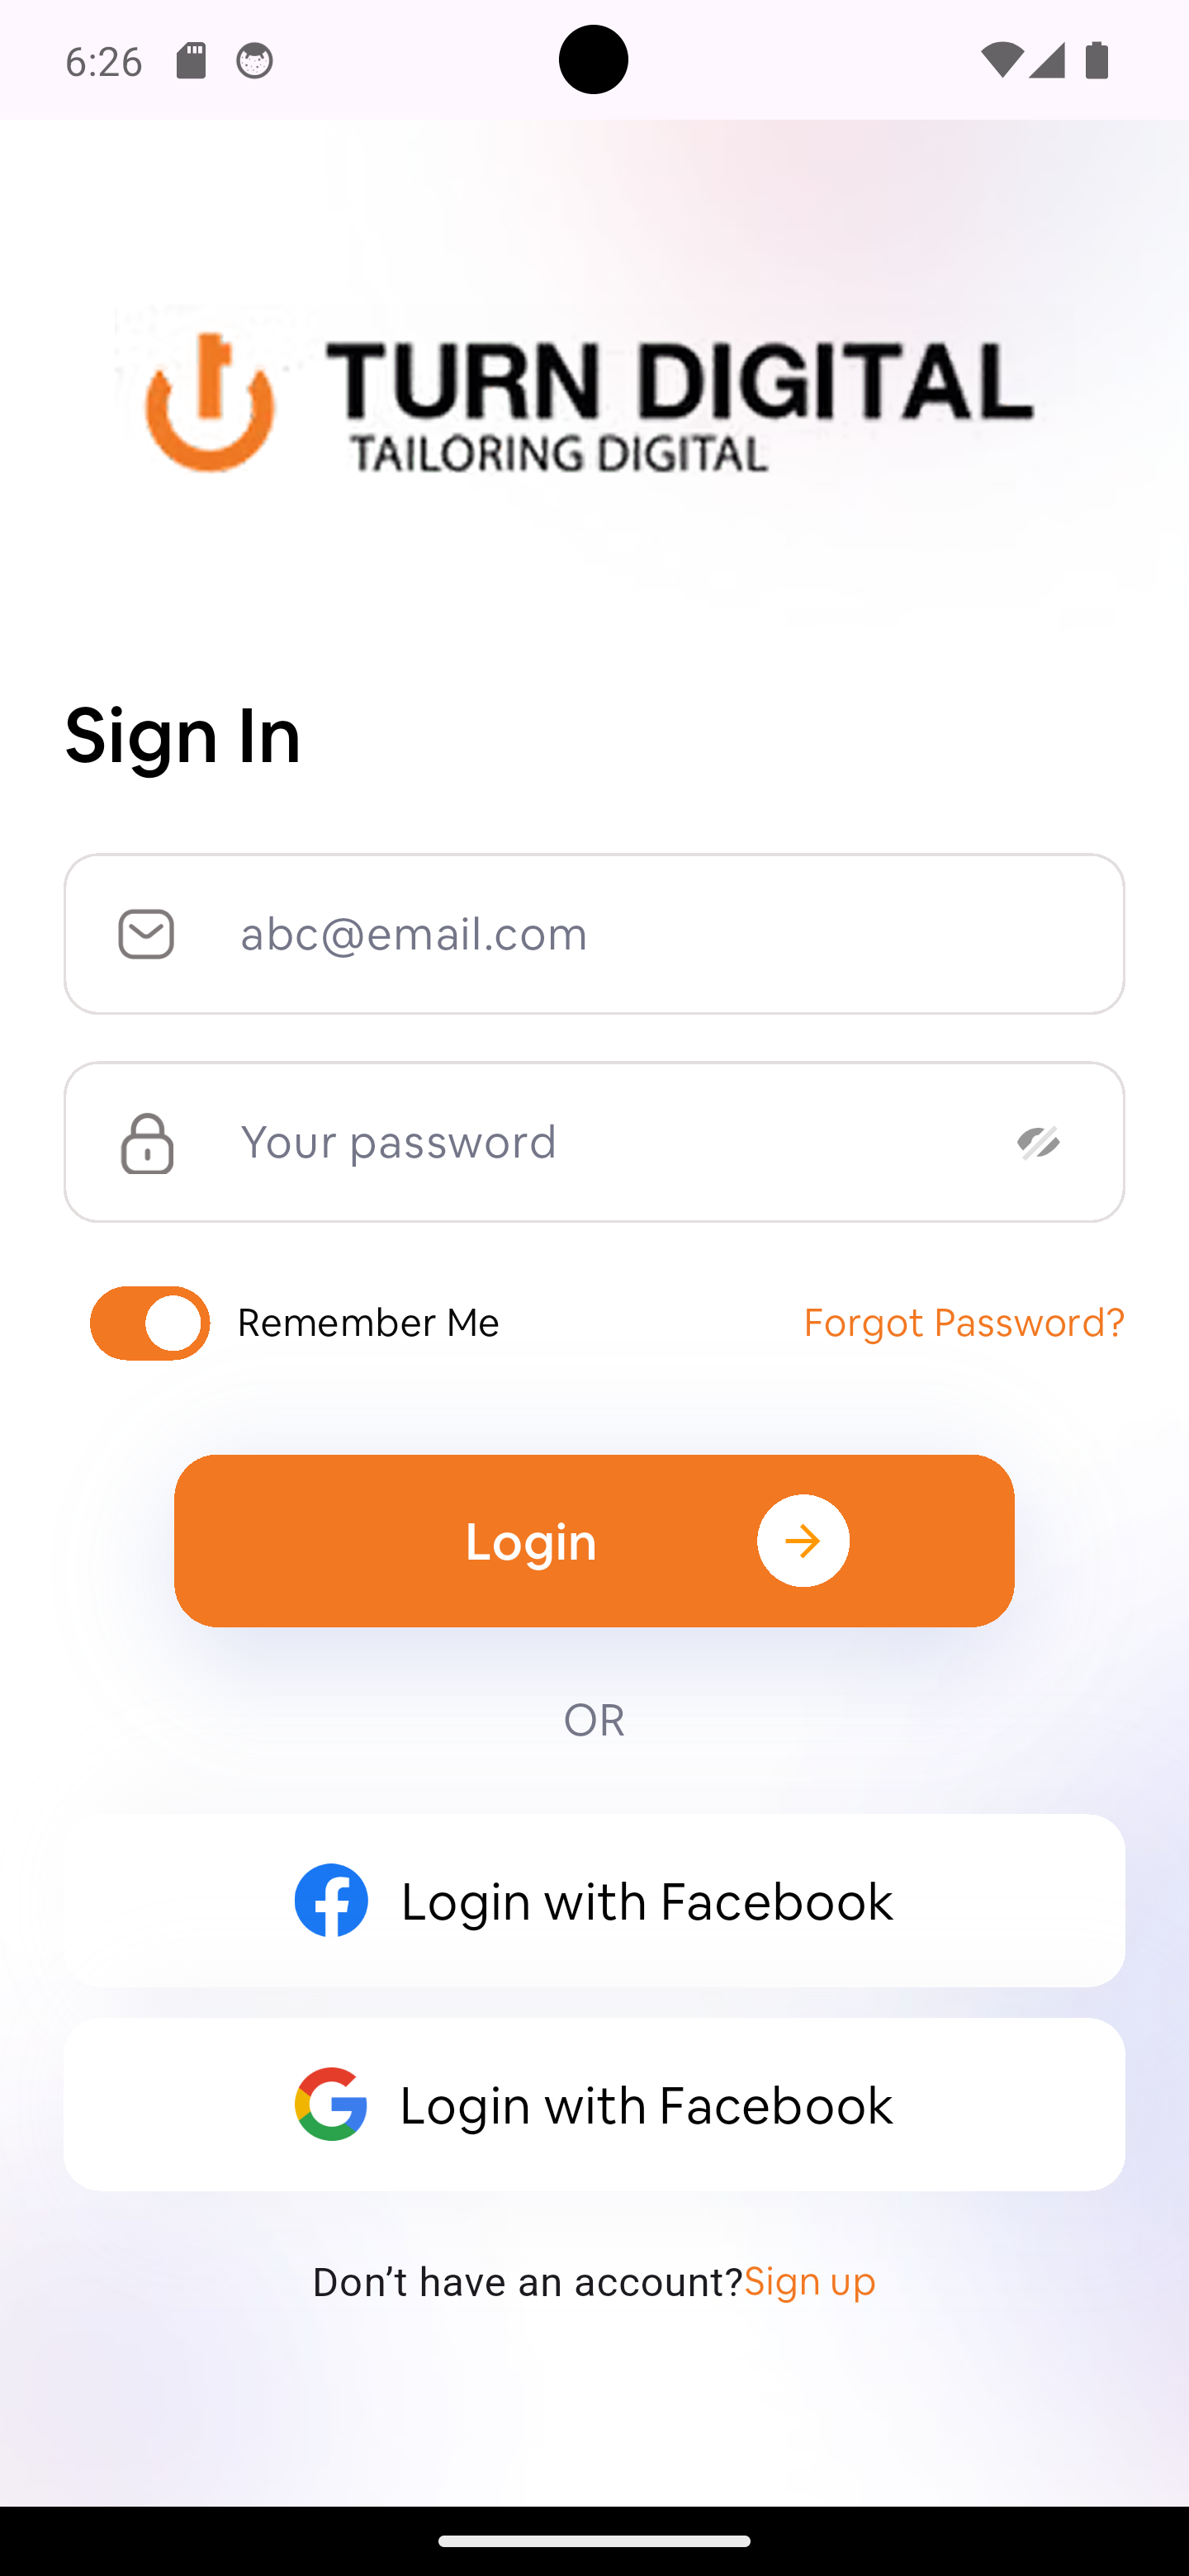 6:26
TURN DIGITAL
TAILORING DIGITAL
Sign In
abc@email.com
Your password
Remember Me
Forgot Password?
Login
OR
Login with Facebook
Login with Facebook
Don’t have an account?Sign up